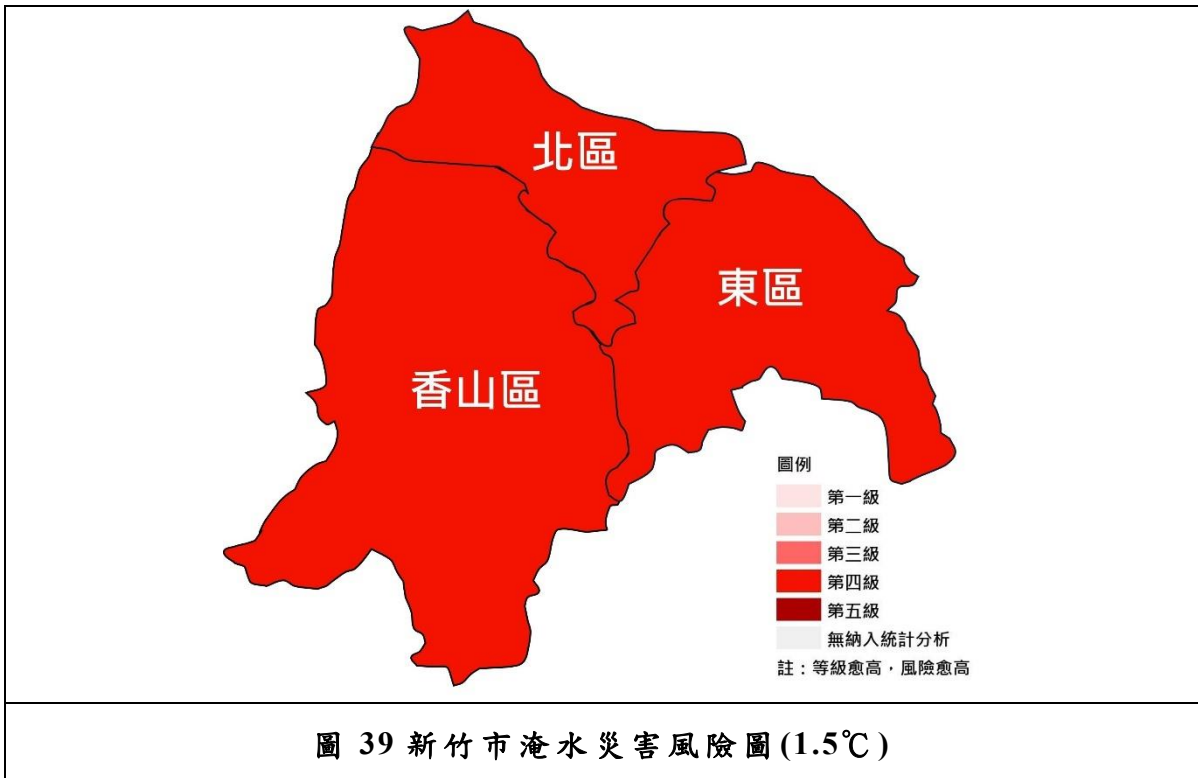 北區
東區
香山區
圖例
第一級
第二級
第三級
第四級
第五級
無納入統計分析
註：等級愈高，風險愈高
圖 39 新竹市淹水災害風險圖(1.5℃)